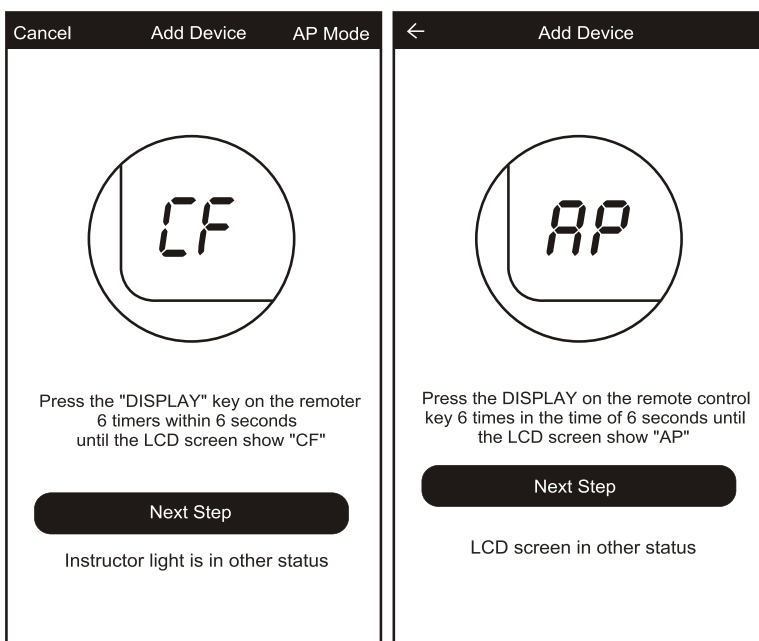 Cancel Add Device AP Mode
CF
Press the "DISPLAY" key on the remoter
6 timers within 6 seconds
until the LCD screen show "CF"
Next Step
Instructor light is in other status
← Add Device
AP
Press the DISPLAY on the remote control
key 6 times in the time of 6 seconds until
the LCD screen show "AP"
Next Step
LCD screen in other status